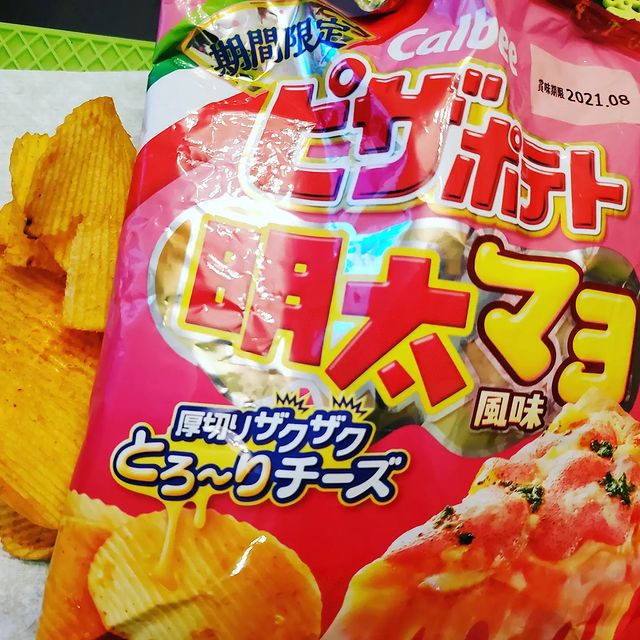 期間限定
Calbee
賞味期限 2021.08
ピザポテト
明太マヨ
風味
厚切りザクザク
とろ〜りチーズ